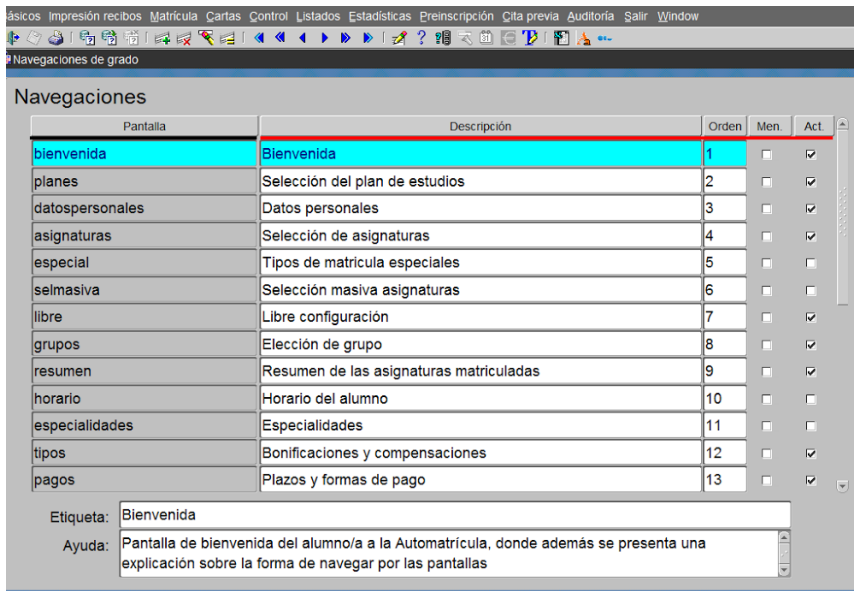 ásicos Impresión recibos Matrícula Cartas Control Listados Estadísticas Preinscripción Cita previa Auditoría Salir Window
Navegaciones de grado
Navegaciones
Pantalla Descripción Orden Men. Act.
bienvenida Bienvenida 1
planes Selección del plan de estudios 2
datospersonales Datos personales 3
asignaturas Selección de asignaturas 4
especial Tipos de matricula especiales 5
selmasiva Selección masiva asignaturas 6
libre Libre configuración 7
grupos Elección de grupo 8
resumen Resumen de las asignaturas matriculadas 9
horario Horario del alumno 10
especialidades Especialidades 11
tipos Bonificaciones y compensaciones 12
pagos Plazos y formas de pago 13
Etiqueta: Bienvenida
Ayuda: Pantalla de bienvenida del alumno/a a la Automatrícula, donde además se presenta una
explicación sobre la forma de navegar por las pantallas